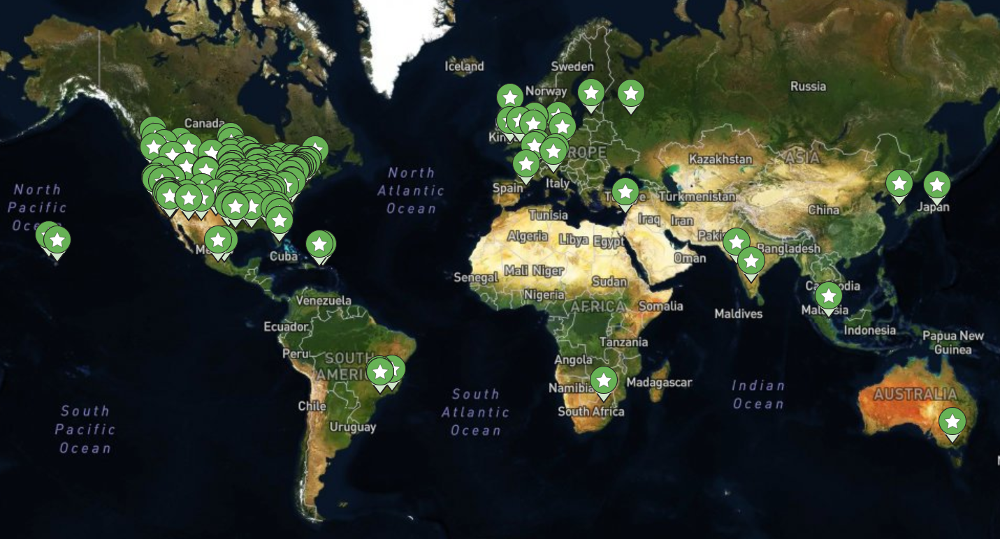 Iceland
Sweden
Norway
Russia
Canada
EUROPE
Kazakhstan
ASIA
North
Atlantic
Ocean
North
Pacific
Spain
Italy
Turkmenistan
China
Japan
Tunisia
Iraq
Iran
Algeria
Libya
Egypt
Bangladesh
Cuba
Oman
Mali
Niger
Senegal
Sudan
Venezuela
Nigeria
AFRICA
Somalia
Maldives
Ecuador
Indonesia
Papua New
Guinea
Tanzania
Peru
SOUTH
Angola
Namibia
Madagascar
Indian
Ocean
South
Atlantic
Ocean
AUSTRALIA
Chile
South Africa
South
Pacific
Ocean
Uruguay